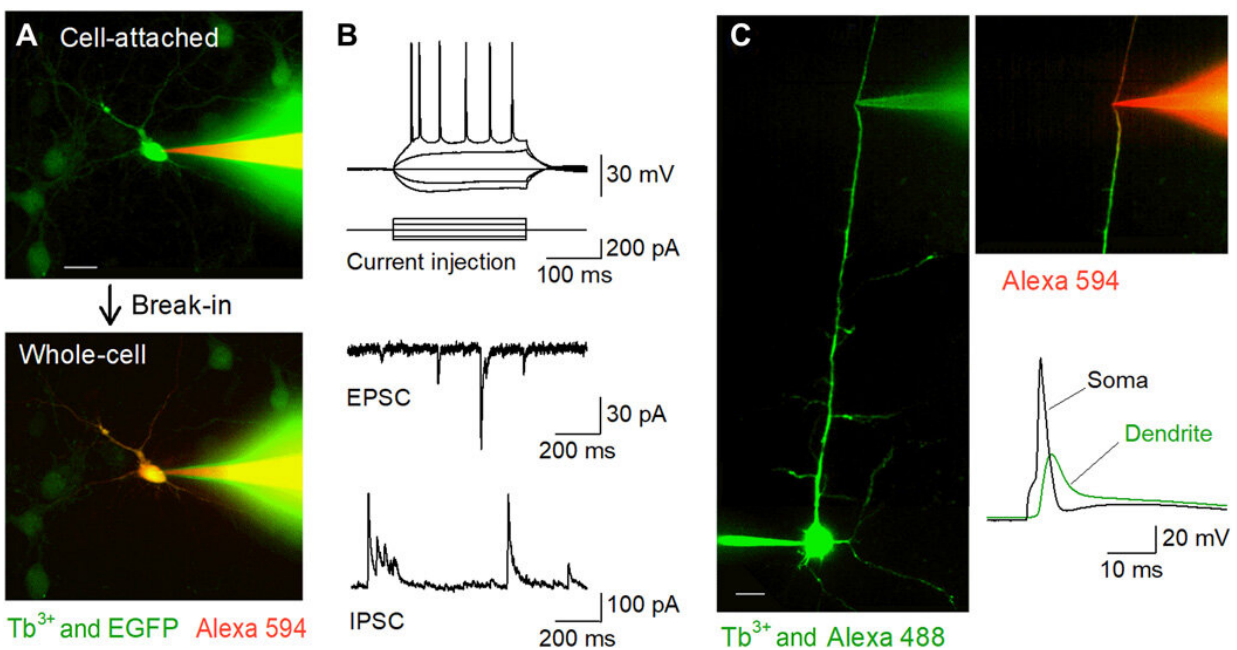 A
Cell-attached
Break-in
Whole-cell
Tb³⁺ and EGFP Alexa 594
B
30 mV
200 pA
Current injection
100 ms
EPSC
30 pA
200 ms
100 pA
IPSC
200 ms
C
Tb³⁺ and Alexa 488
Alexa 594
Soma
Dendrite
20 mV
10 ms